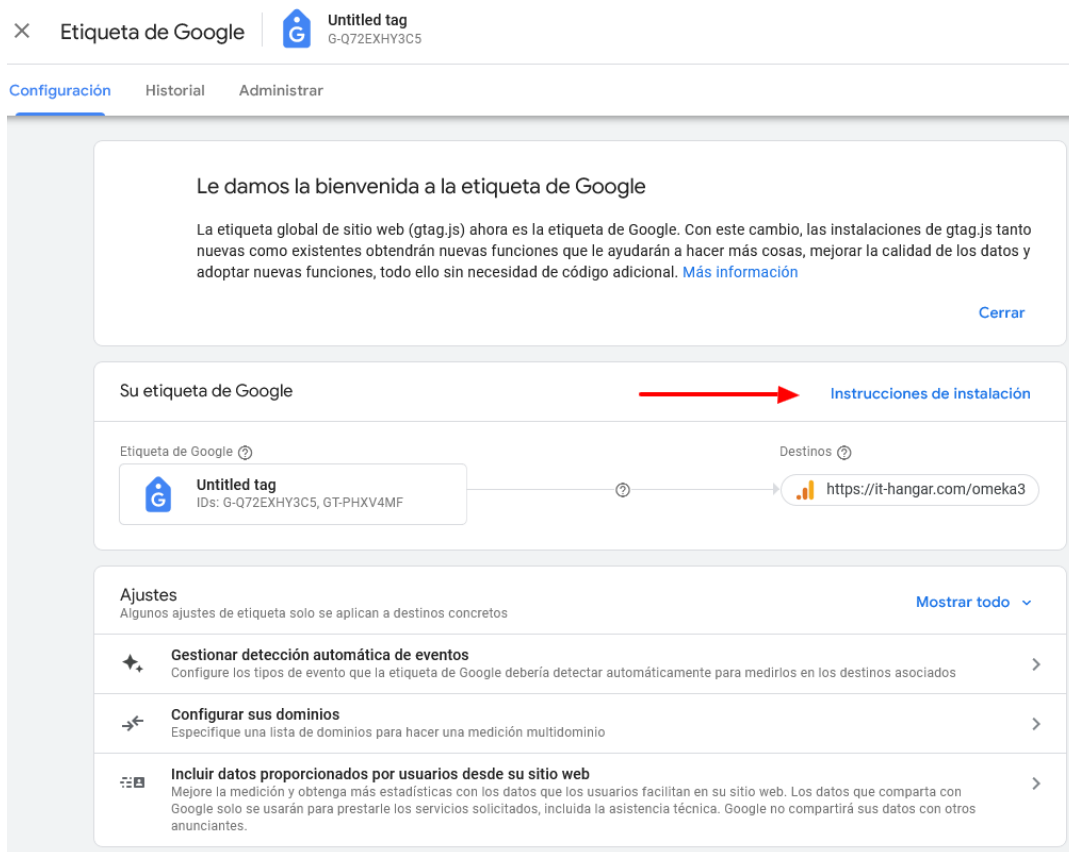 Etiqueta de Google
Untitled tag
G-Q72EXHY3C5
Configuración
Historial
Administrar
Le damos la bienvenida a la etiqueta de Google
La etiqueta global de sitio web (gtag.js) ahora es la etiqueta de Google. Con este cambio, las instalaciones de gtag.js tanto
nuevas como existentes obtendrán nuevas funciones que le ayudarán a hacer más cosas, mejorar la calidad de los datos y
adoptar nuevas funciones, todo ello sin necesidad de código adicional. Más información
Cerrar
Su etiqueta de Google
Instrucciones de instalación
Etiqueta de Google
Destinos
Untitled tag
IDs: G-Q72EXHY3C5, GT-PHXV4MF
https://it-hangar.com/omeka3
Ajustes
Algunos ajustes de etiqueta solo se aplican a destinos concretos
Mostrar todo
Gestionar detección automática de eventos
Configure los tipos de evento que la etiqueta de Google debería detectar automáticamente para medirlos en los destinos asociados
Configurar sus dominios
Especifique una lista de dominios para hacer una medición multidominio
Incluir datos proporcionados por usuarios desde su sitio web
Mejore la medición y obtenga más estadísticas con los datos que los usuarios facilitan en su sitio web. Los datos que comparta con
Google solo se usarán para prestarle los servicios solicitados, incluida la asistencia técnica. Google no compartirá sus datos con otros
anunciantes.